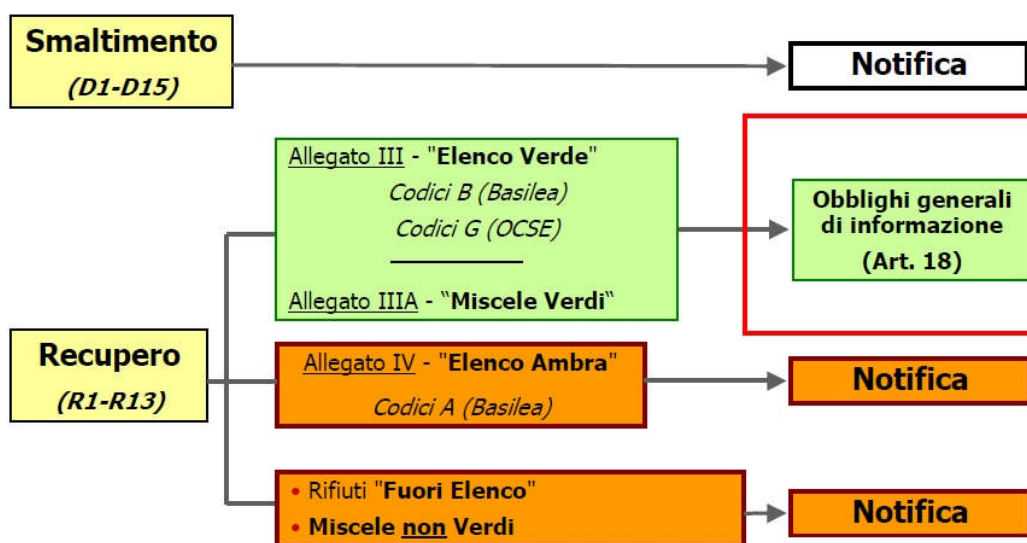 Smaltimento
(D1-D15)
Notifica
Allegato III - "Elenco Verde"
Codici B (Basilea)
Codici G (OCSE)
Allegato IIIA - “Miscele Verdi“
Obblighi generali
di informazione
(Art. 18)
Recupero
(R1-R13)
Allegato IV - "Elenco Ambra"
Codici A (Basilea)
Notifica
• Rifiuti "Fuori Elenco"
• Miscele non Verdi
Notifica